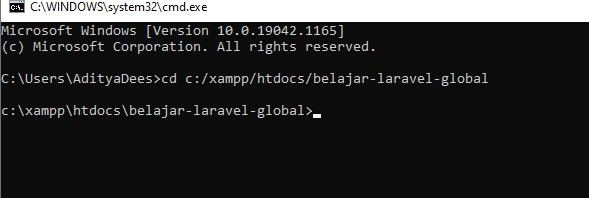 C:\WINDOWS\system32\cmd.exe
Microsoft Windows [Version 10.0.19042.1165]
(c) Microsoft Corporation. All rights reserved.
C:\Users\AdityaDees>cd c:/xampp/htdocs/belajar-laravel-global
c:\xampp\htdocs\belajar-laravel-global>